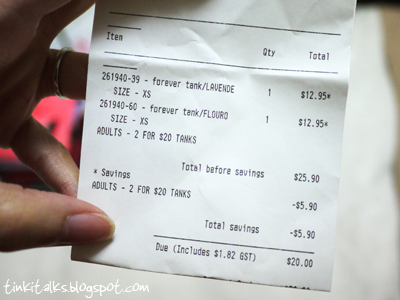 Item Qty Total
261940-39 - forever tank/LAVENDE 1 $12.95*
SIZE - XS
261940-60 - forever tank/FLOURO 1 $12.95*
SIZE - XS
ADULTS - 2 FOR $20 TANKS
Total before savings $25.90
* Savings
ADULTS - 2 FOR $20 TANKS -$5.90
Total savings -$5.90
Due (Includes $1.82 GST) $20.00
tinkitalks.blogspot.com